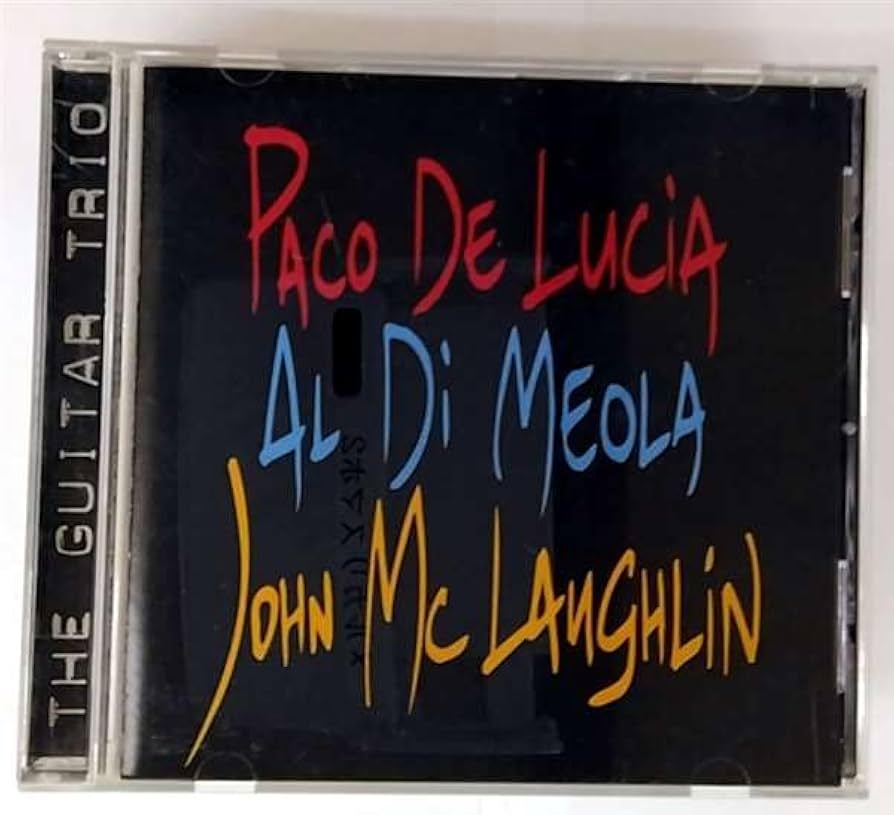 THE GUITAR TRIO
PACO DE LUCiA
AL Di MEOLA
JOHN MC LAUGHLiN